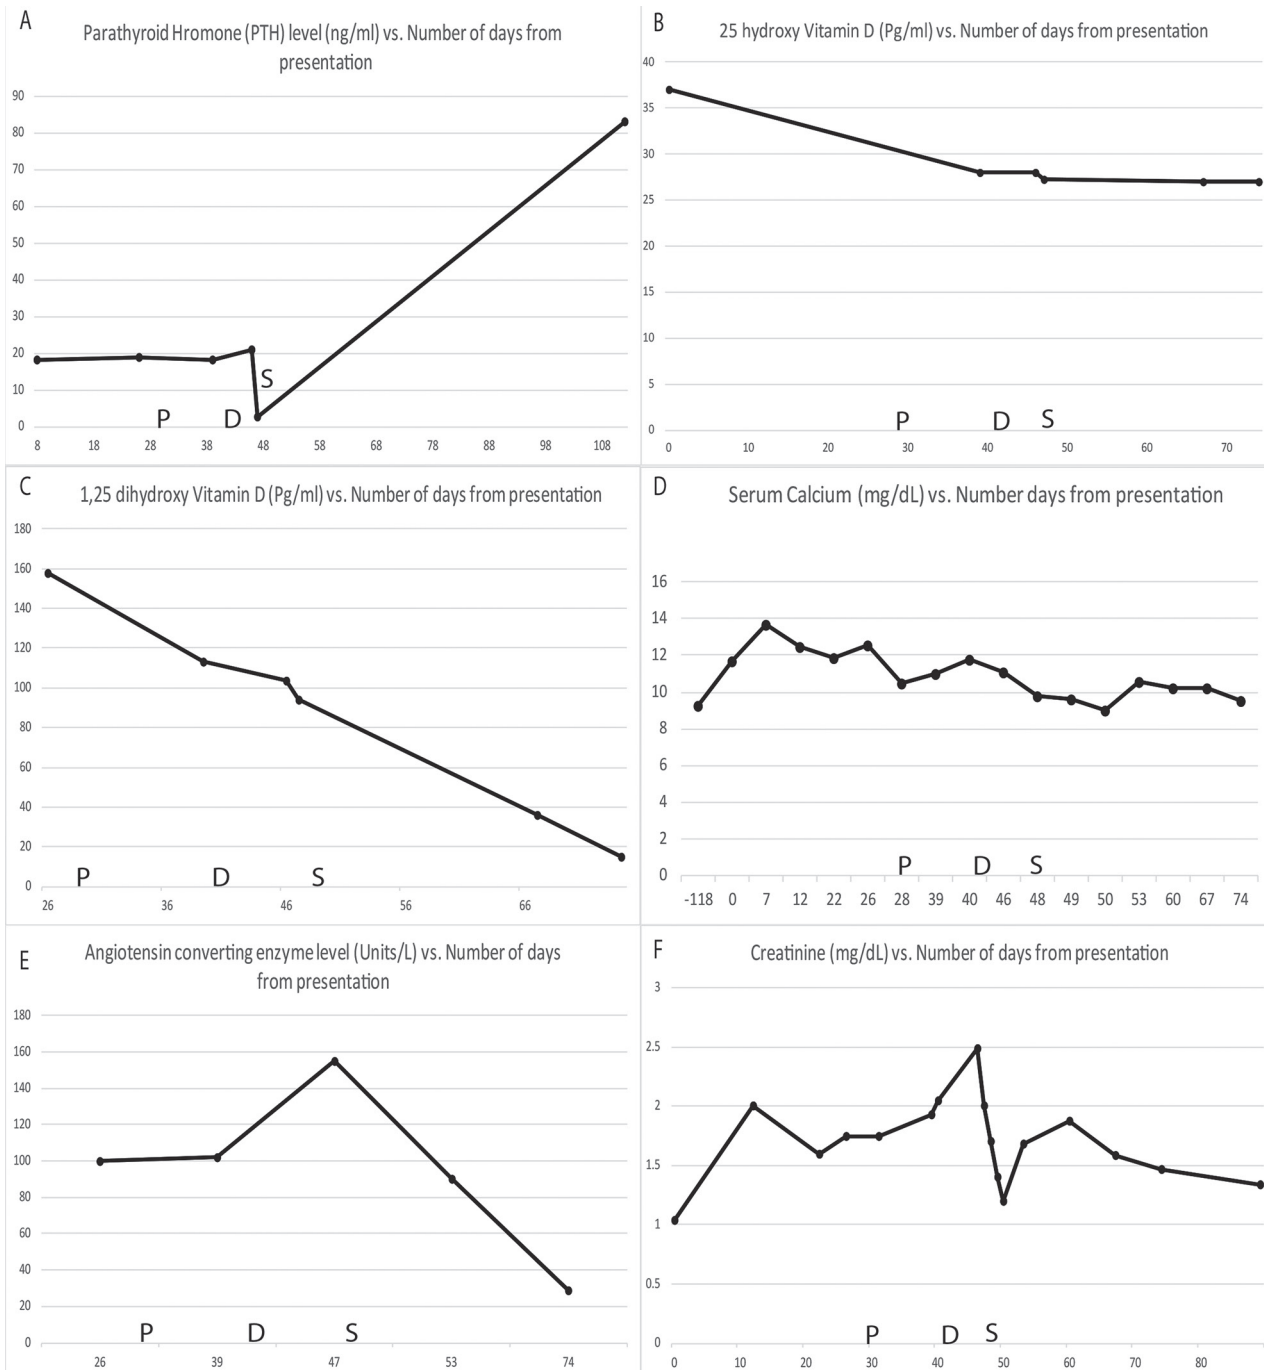 A
Parathyroid Hromone (PTH) level (ng/ml) vs. Number of days from
presentation
90
80
70
60
50
40
30
20
10
0
S
P D
8 18 28 38 48 58 68 78 88 98 108
B
25 hydroxy Vitamin D (Pg/ml) vs. Number of days from presentation
40
35
30
25
20
15
10
5
0
P D S
0 10 20 30 40 50 60 70
C
1,25 dihydroxy Vitamin D (Pg/ml) vs. Number of days from presentation
180
160
140
120
100
80
60
40
20
0
P D S
26 36 46 56 66
D
Serum Calcium (mg/dL) vs. Number days from presentation
16
14
12
10
8
6
4
2
0
P D S
-118 0 7 12 22 26 28 39 40 46 48 49 50 53 60 67 74
E
Angiotensin converting enzyme level (Units/L) vs. Number of days
from presentation
180
160
140
120
100
80
60
40
20
0
P D S
26 39 47 53 74
F
Creatinine (mg/dL) vs. Number of days from presentation
3
2.5
2
1.5
1
0.5
0
P D S
0 10 20 30 40 50 60 70 80